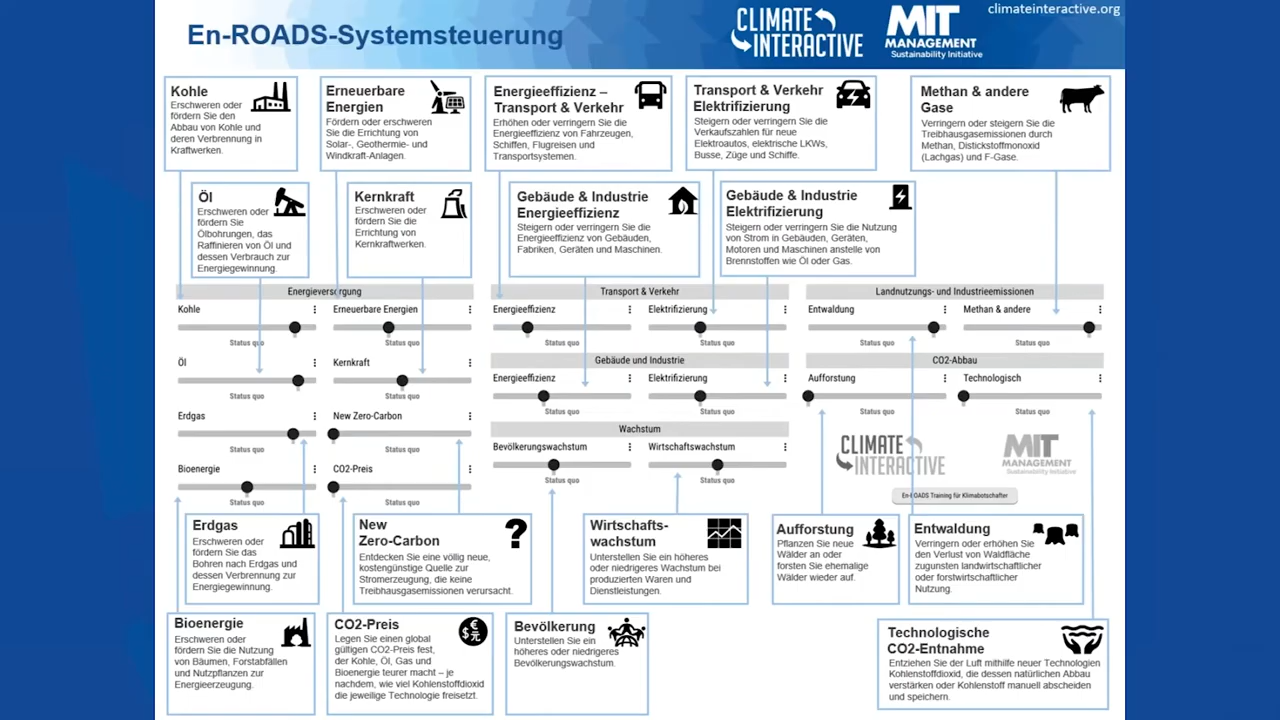 En-ROADS-Systemsteuerung
CLIMATE
INTERACTIVE
MIT
MANAGEMENT
Sustainability Initiative
climateinteractive.org
Kohle
Erschweren oder
fördern Sie den
Abbau von Kohle und
deren Verbrennung in
Kraftwerken.
Erneuerbare
Energien
Fördern oder erschweren
Sie die Errichtung von
Solar-, Geothermie- und
Windkraft-Anlagen.
Energieeffizienz –
Transport & Verkehr
Erhöhen oder verringern Sie die
Energieeffizienz von Fahrzeugen,
Schiffen, Flugreisen und
Transportsystemen.
Transport & Verkehr
Elektrifizierung
Steigern oder verringern Sie die
Verkaufszahlen für neue
Elektroautos, elektrische LKWs,
Busse, Züge und Schiffe.
Methan & andere
Gase
Verringern oder steigern Sie die
Treibhausgasemissionen durch
Methan, Distickstoffmonoxid
(Lachgas) und F-Gase.
Öl
Erschweren oder
fördern Sie
Ölbohrungen, das
Raffinieren von Öl und
dessen Verbrauch zur
Energiegewinnung.
Kernkraft
Erschweren oder
fördern Sie die
Errichtung von
Kernkraftwerken.
Gebäude & Industrie
Energieeffizienz
Steigern oder verringern Sie die
Energieeffizienz von Gebäuden,
Fabriken, Geräten und Maschinen.
Gebäude & Industrie
Elektrifizierung
Steigern oder verringern Sie die Nutzung
von Strom in Gebäuden, Geräten,
Motoren und Maschinen anstelle von
Brennstoffen wie Öl oder Gas.
Energieversorgung
Transport & Verkehr
Landnutzungs- und Industrieemissionen
Kohle
Erneuerbare Energien
Energieeffizienz
Elektrifizierung
Entwaldung
Methan & andere
Status quo
Status quo
Status quo
Status quo
Status quo
Status quo
Öl
Kernkraft
Gebäude und Industrie
CO2-Abbau
Energieeffizienz
Elektrifizierung
Aufforstung
Technologisch
Status quo
Status quo
Status quo
Status quo
Status quo
Status quo
Erdgas
New Zero-Carbon
Wachstum
Status quo
Status quo
Bevölkerungswachstum
Wirtschaftswachstum
Status quo
Status quo
Bioenergie
CO2-Preis
Status quo
Status quo
CLIMATE
INTERACTIVE
MIT
MANAGEMENT
Sustainability Initiative
En-ROADS Training für Klimabotschafter
Erdgas
Erschweren oder
fördern Sie das
Bohren nach Erdgas und
dessen Verbrennung zur
Energiegewinnung.
New
Zero-Carbon
?
Entdecken Sie eine völlig neue,
kostengünstige Quelle zur
Stromerzeugung, die keine
Treibhausgasemissionen verursacht.
Wirtschafts-
wachstum
Unterstellen Sie ein höheres
oder niedrigeres Wachstum bei
produzierten Waren und
Dienstleistungen.
Aufforstung
Pflanzen Sie neue
Wälder an oder
forsten Sie ehemalige
Wälder wieder auf.
Entwaldung
Verringern oder erhöhen Sie
den Verlust von Waldfläche
zugunsten landwirtschaftlicher
oder forstwirtschaftlicher
Nutzung.
Bioenergie
Erschweren oder
fördern Sie die Nutzung
von Bäumen, Forstabfällen
und Nutzpflanzen zur
Energieerzeugung.
CO2-Preis
Legen Sie einen global
gültigen CO2-Preis fest,
der Kohle, Öl, Gas und
Bioenergie teurer macht – je
nachdem, wie viel Kohlenstoffdioxid
die jeweilige Technologie freisetzt.
Bevölkerung
Unterstellen Sie ein
höheres oder niedrigeres
Bevölkerungswachstum.
Technologische
CO2-Entnahme
Entziehen Sie der Luft mithilfe neuer Technologien
Kohlenstoffdioxid, die dessen natürlichen Abbau
verstärken oder Kohlenstoff manuell abscheiden
und speichern.